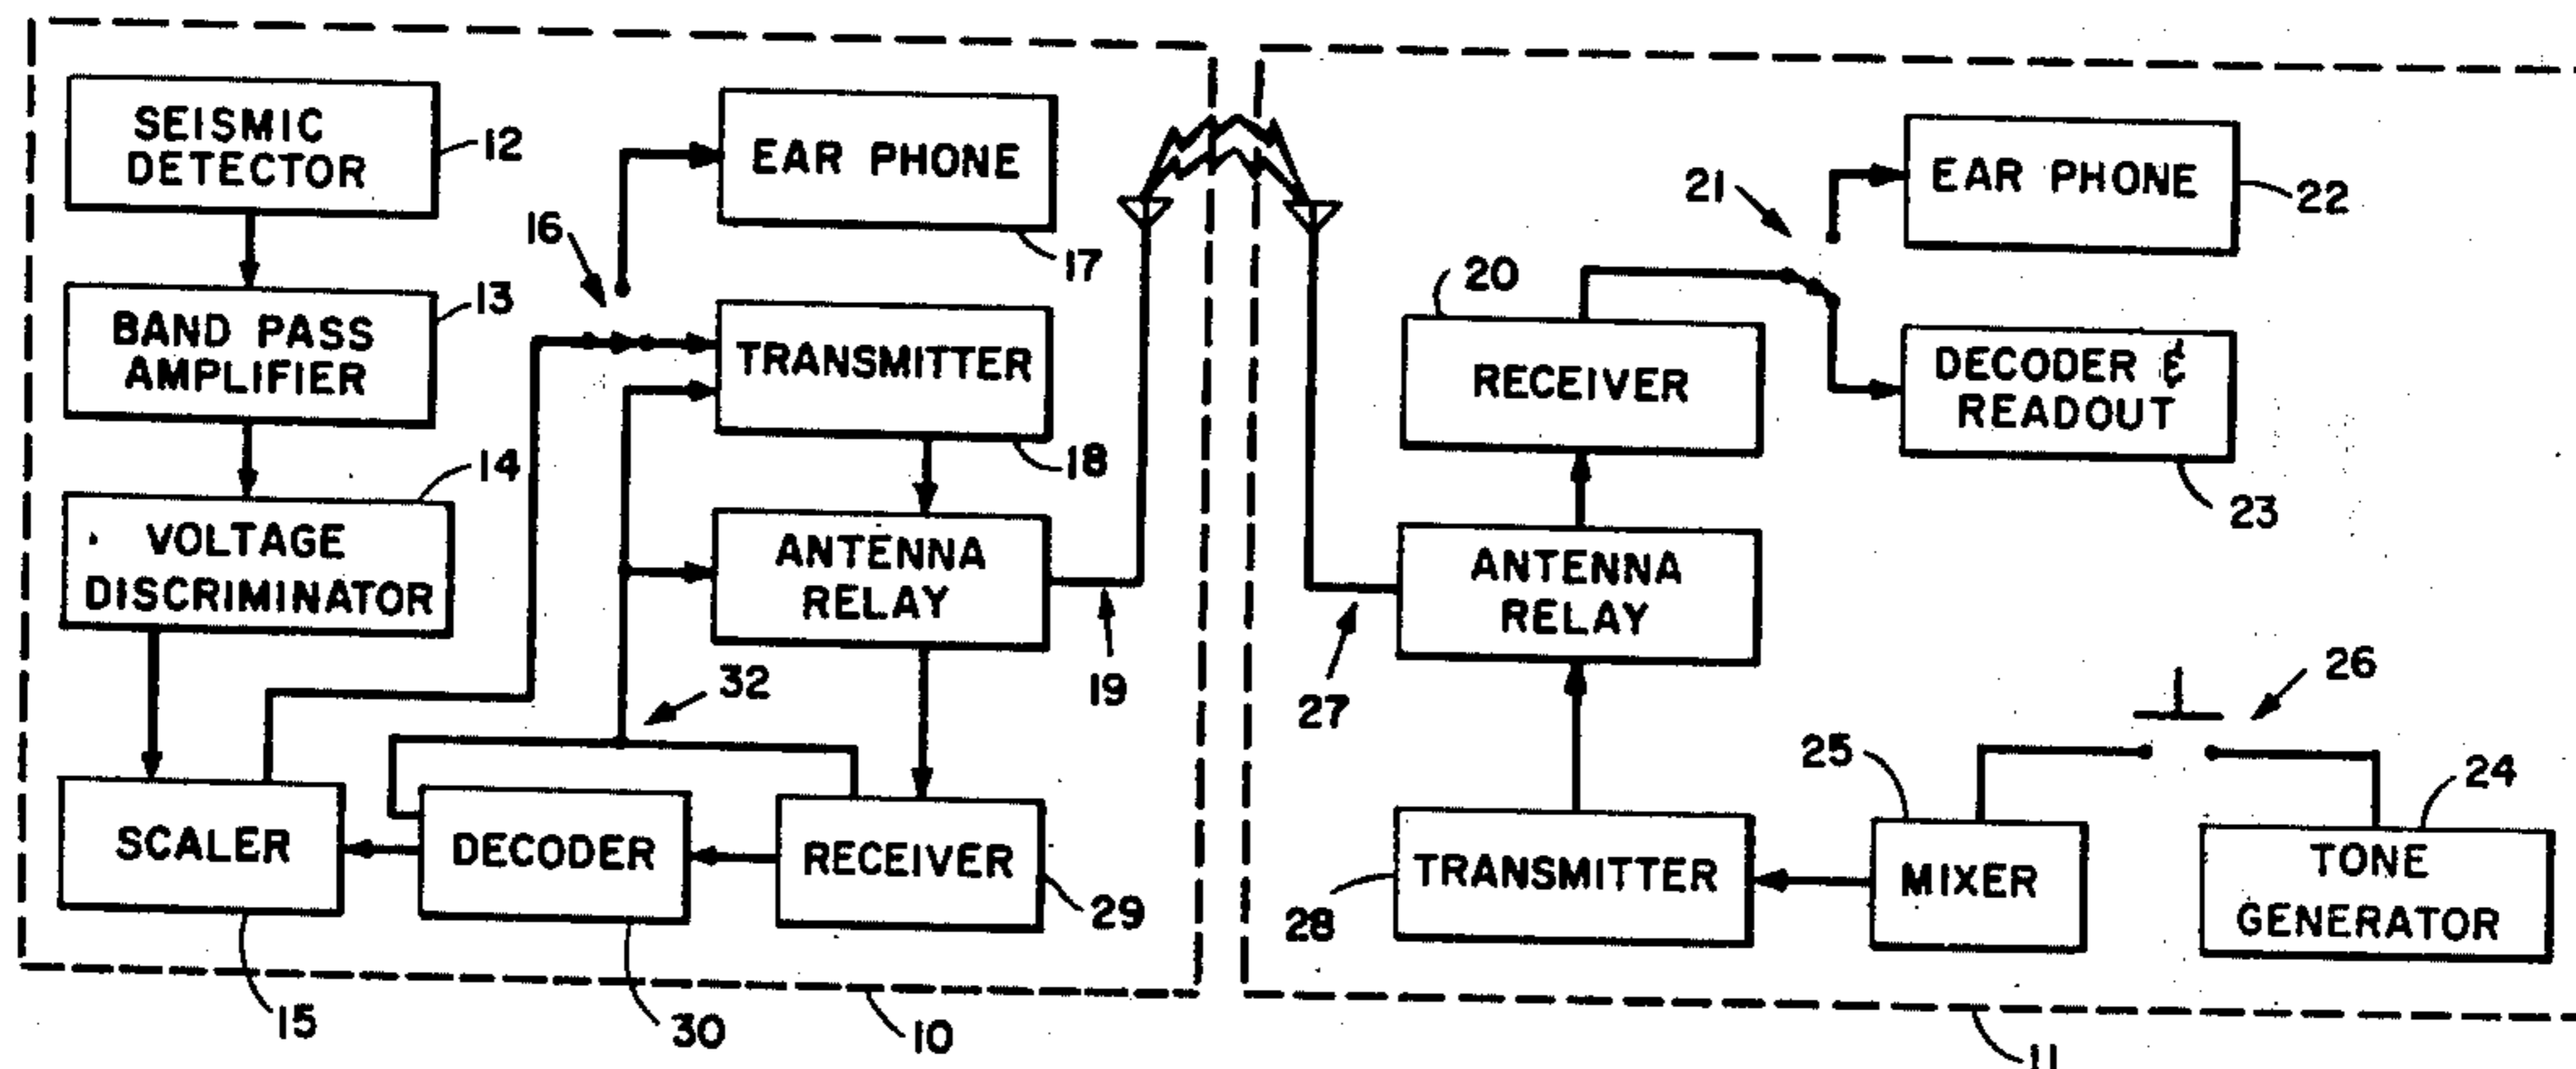 SEISMIC
DETECTOR
12
BAND PASS
AMPLIFIER
13
VOLTAGE
DISCRIMINATOR
14
SCALER
15
16
EAR PHONE
17
TRANSMITTER
18
ANTENNA
RELAY
19
32
DECODER
30
RECEIVER
29
10
20
RECEIVER
21
EAR PHONE
22
DECODER &
READOUT
23
ANTENNA
RELAY
27
26
25
24
28
TRANSMITTER
MIXER
TONE
GENERATOR
11